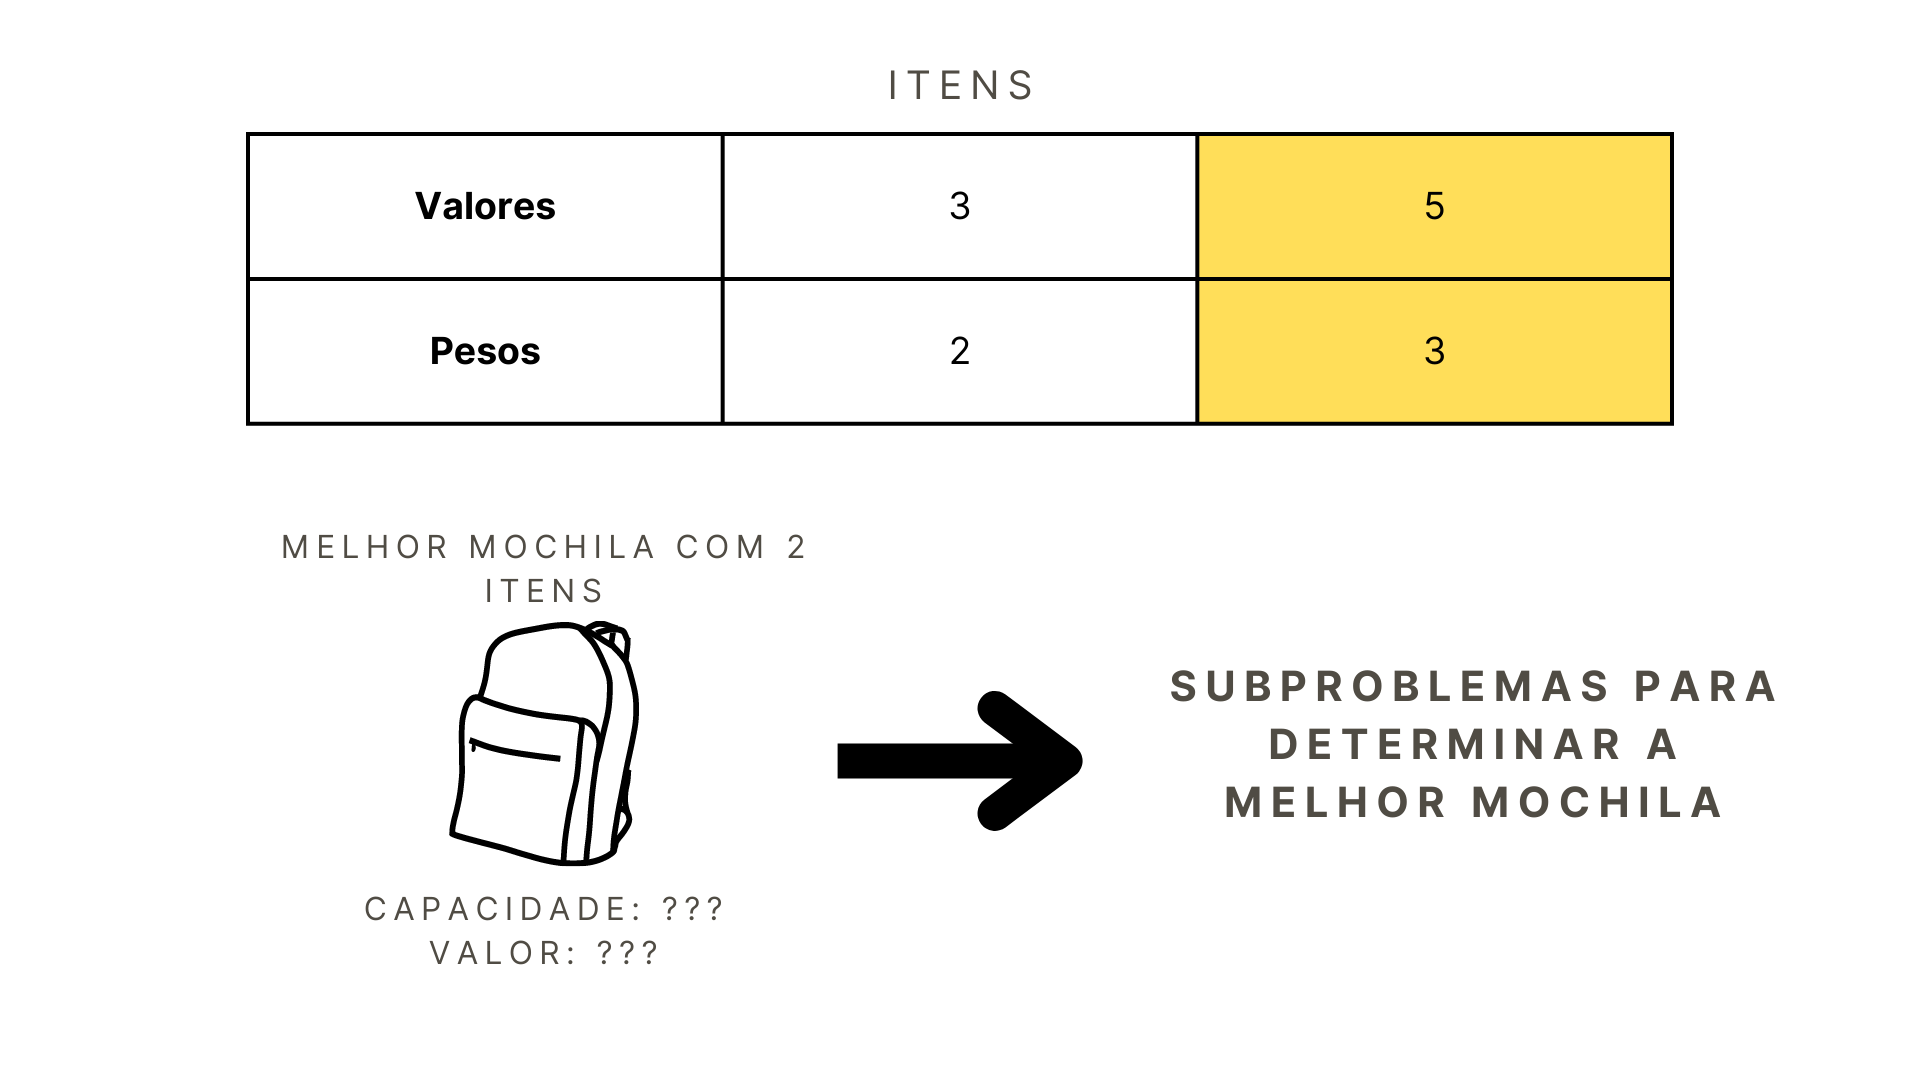 ITENS
Valores 3 5
Pesos 2 3
MELHOR MOCHILA COM 2
ITENS
CAPACIDADE: ???
VALOR: ???
SUBPROBLEMAS PARA
DETERMINAR A
MELHOR MOCHILA